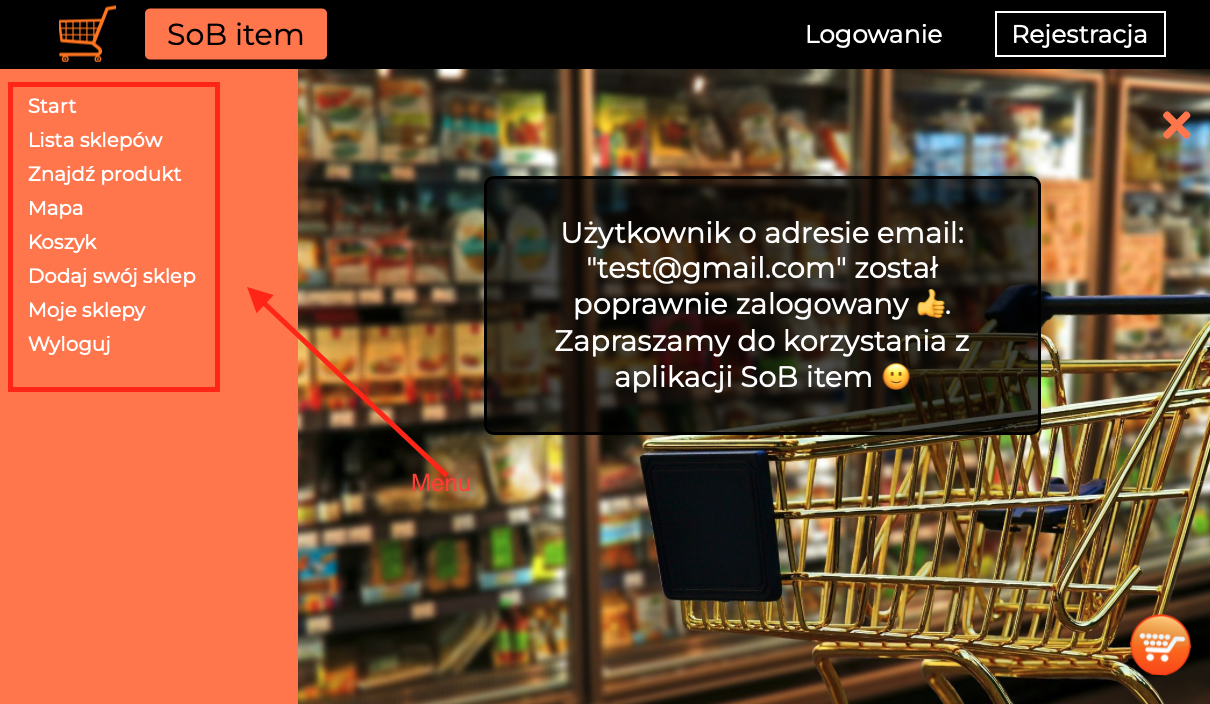 SoB item
Logowanie
Rejestracja
Start
Lista sklepów
Znajdź produkt
Mapa
Koszyk
Dodaj swój sklep
Moje sklepy
Wyloguj
Użytkownik o adresie email:
"test@gmail.com" został
poprawnie zalogowany 👍.
Zapraszamy do korzystania z
aplikacji SoB item 🙂
Menu